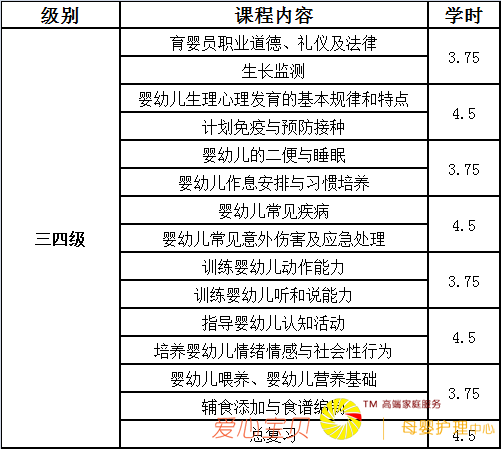 级别 课程内容 学时
育婴员职业道德、礼仪及法律
3.75
生长监测
婴幼儿生理心理发育的基本规律和特点
4.5
计划免疫与预防接种
婴幼儿的二便与睡眠
3.75
婴幼儿作息安排与习惯培养
婴幼儿常见疾病
4.5
三四级
婴幼儿常见意外伤害及应急处理
训练婴幼儿动作能力
3.75
训练婴幼儿听和说能力
指导婴幼儿认知活动
4.5
培养婴幼儿情绪情感与社会性行为
婴幼儿喂养、婴幼儿营养基础
3.75
辅食添加与食谱编制
TM 高端家庭服务
爱心宝贝 母婴护理中心
总复习 4.5